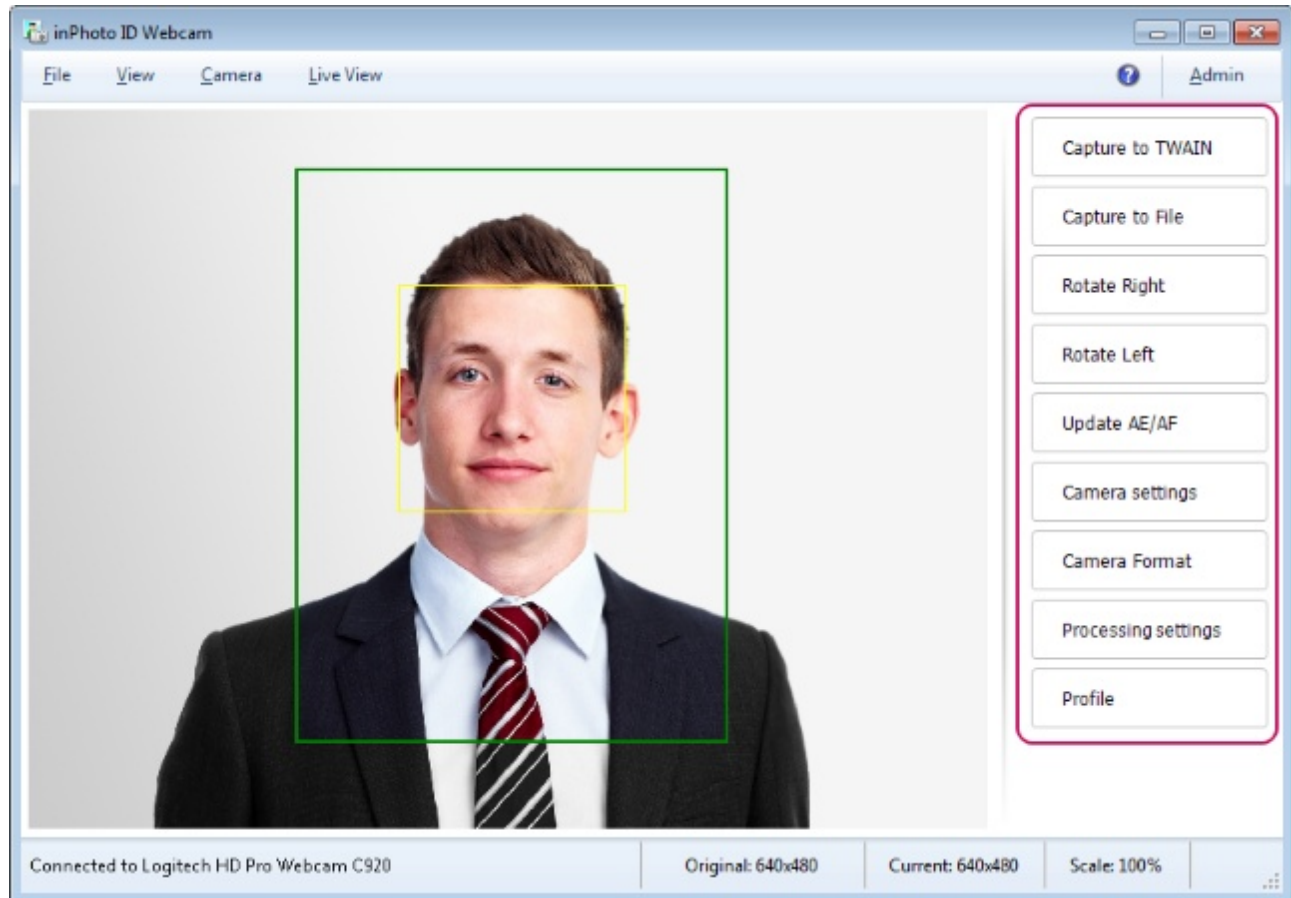 inPhoto ID Webcam
File View Camera Live View ? Admin
Capture to TWAIN
Capture to File
Rotate Right
Rotate Left
Update AE/AF
Camera settings
Camera Format
Processing settings
Profile
Connected to Logitech HD Pro Webcam C920 Original: 640x480 Current: 640x480 Scale: 100%